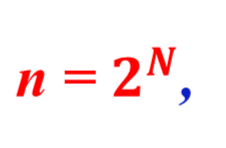 n = 2^N,